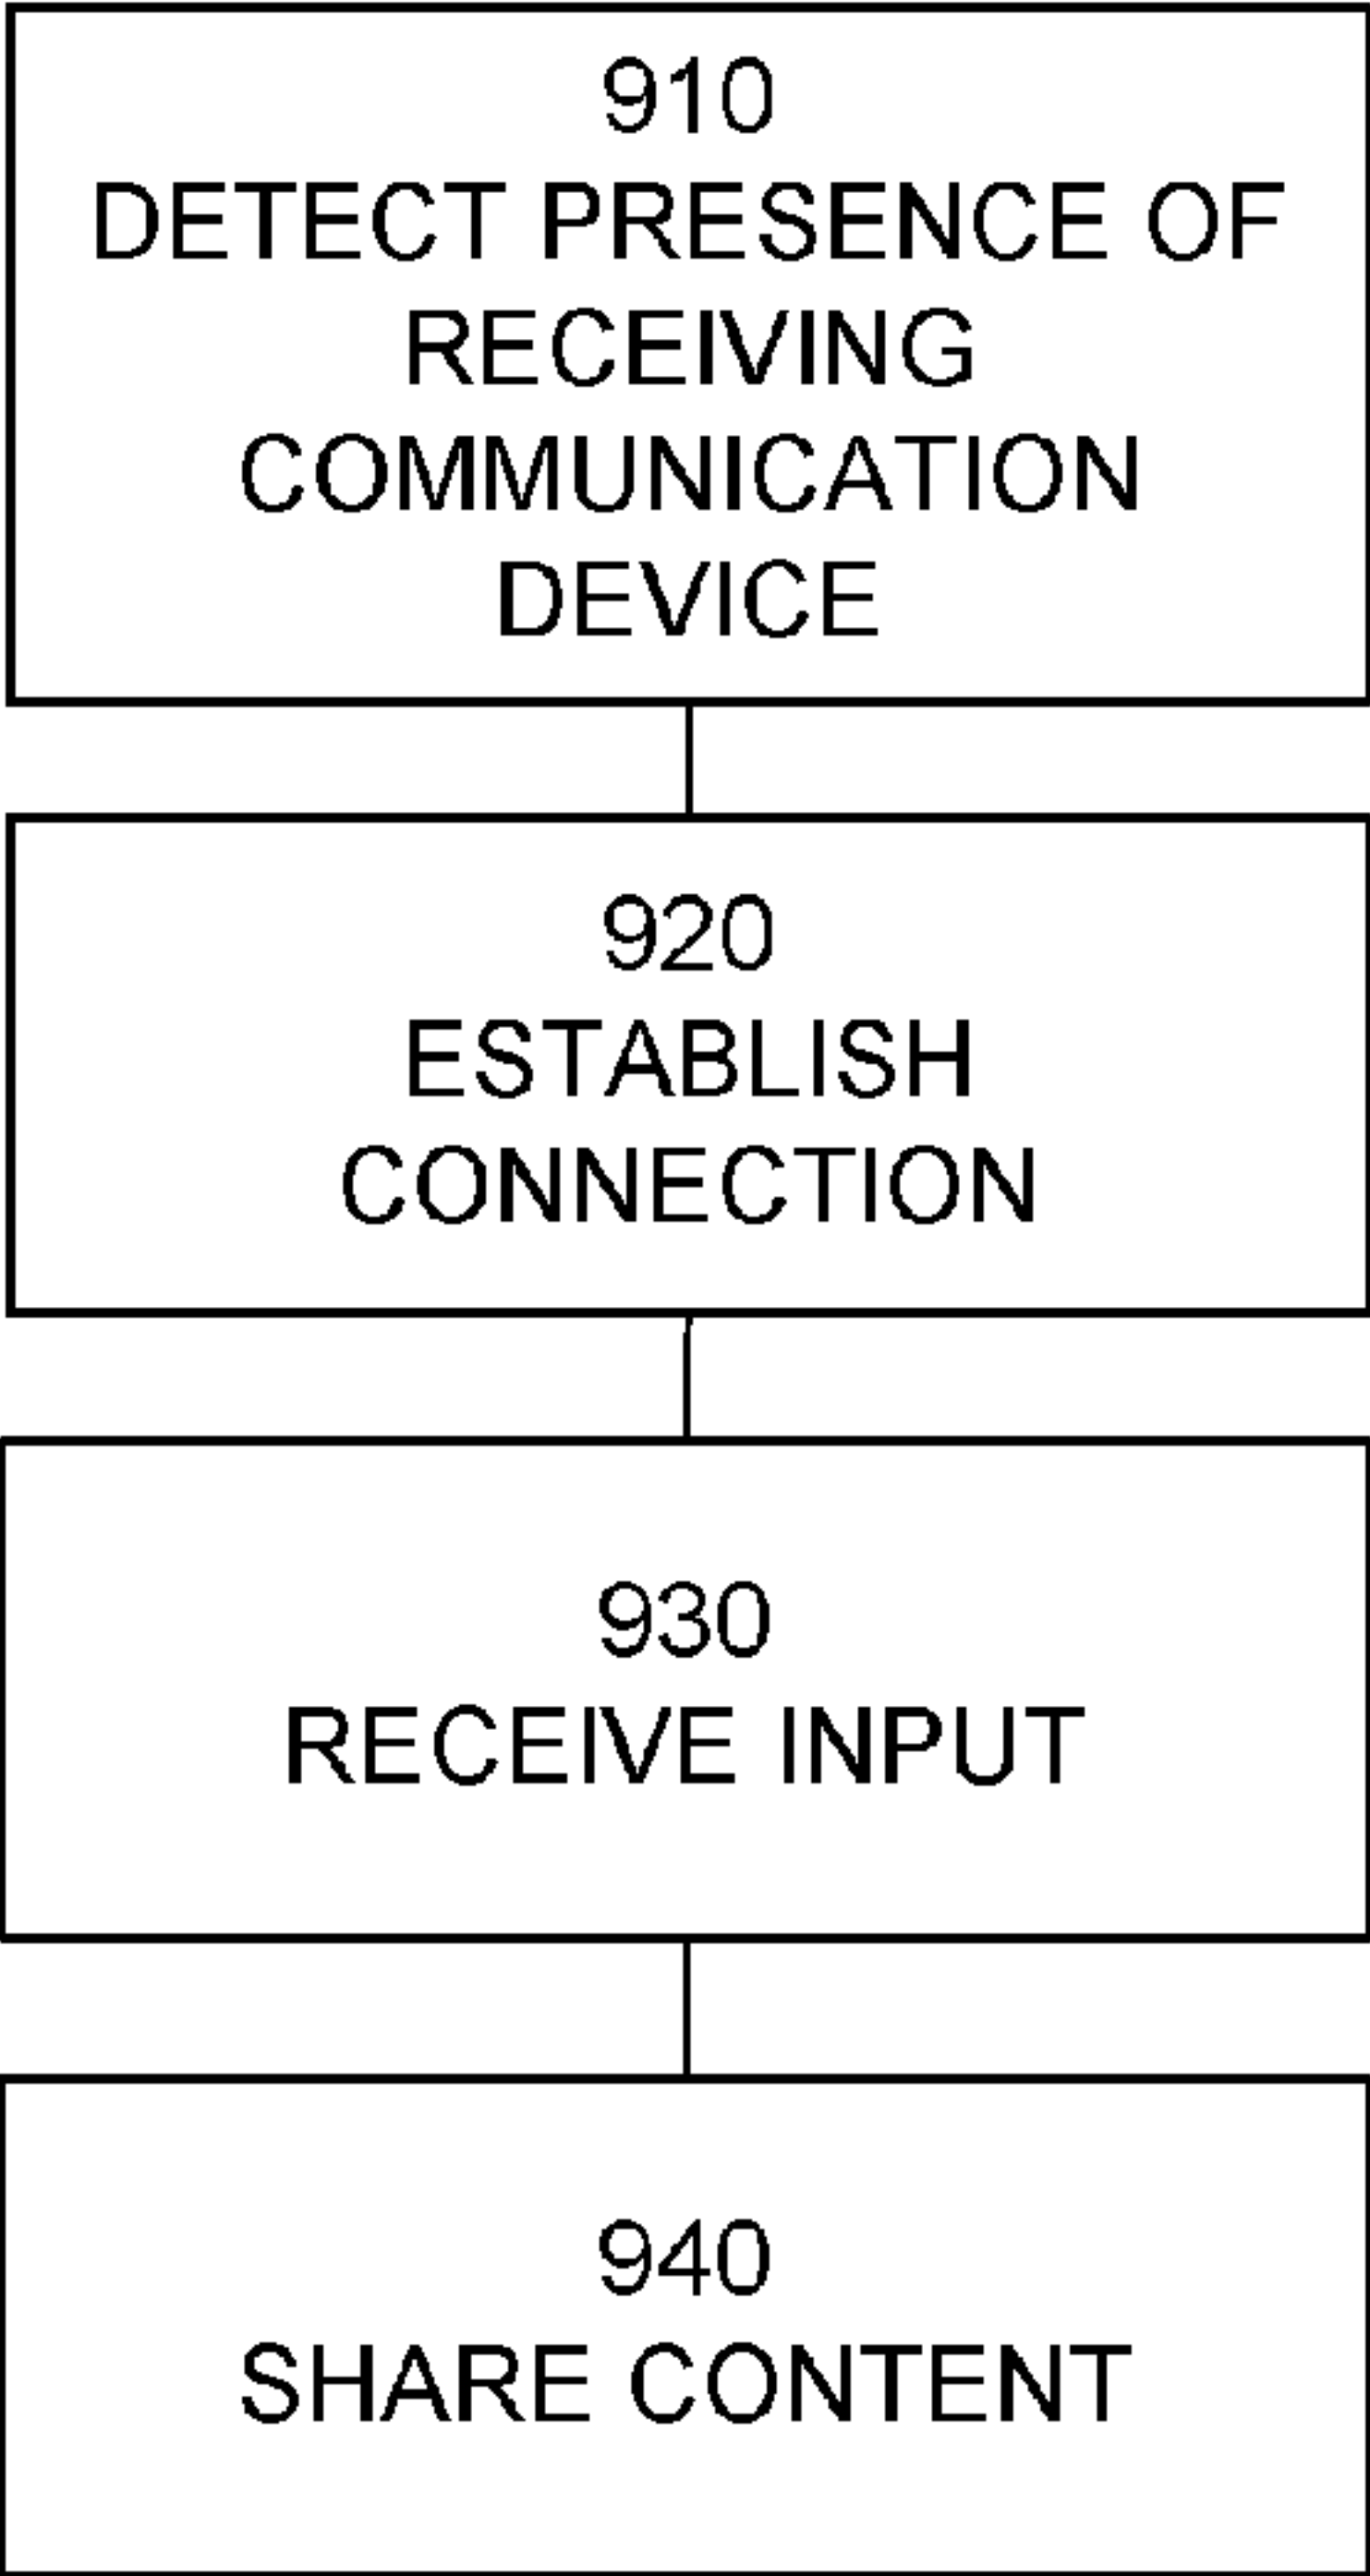 910
DETECT PRESENCE OF
RECEIVING
COMMUNICATION
DEVICE
920
ESTABLISH
CONNECTION
930
RECEIVE INPUT
940
SHARE CONTENT